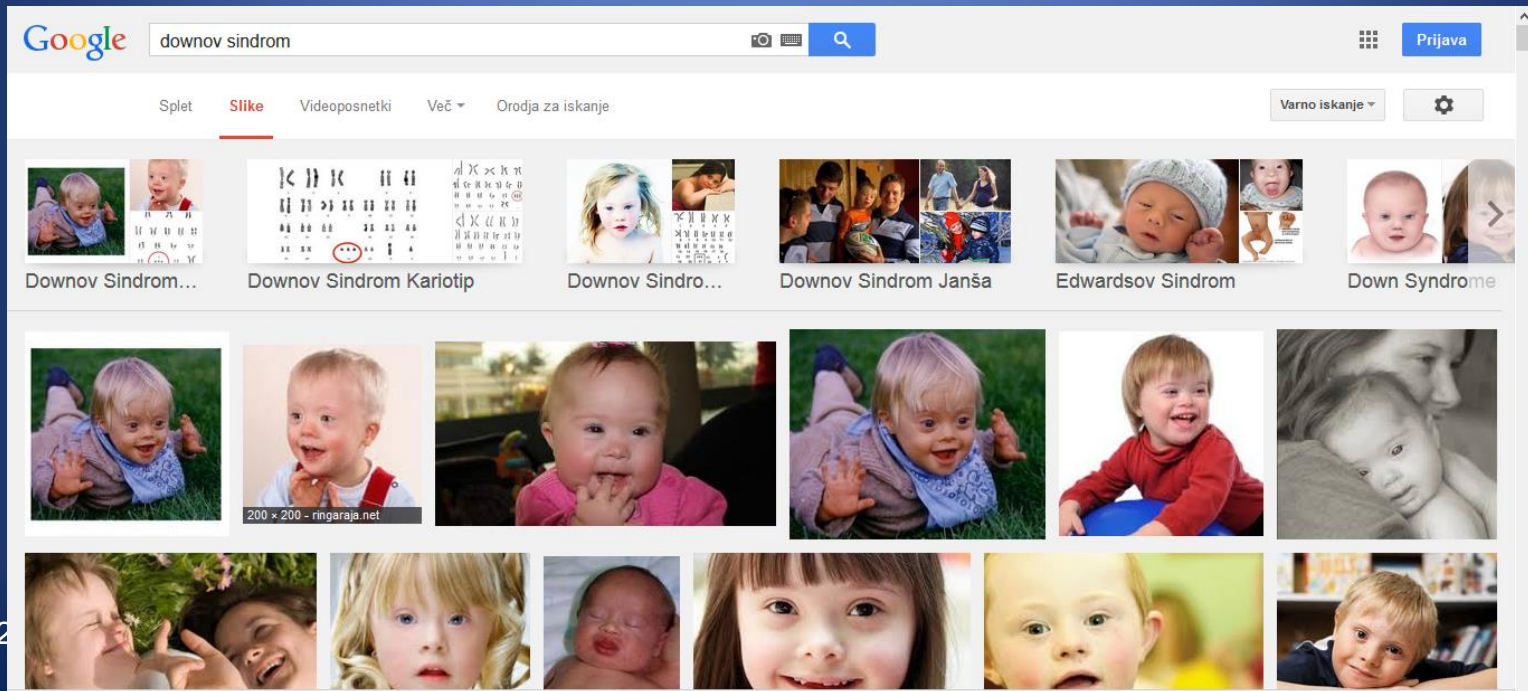 Google downov sindrom Prijava
Splet Slike Videoposnetki Več Orodja za iskanje Varno iskanje
Downov Sindrom... Downov Sindrom Kariotip Downov Sindro... Downov Sindrom Janša Edwardsov Sindrom Down Syndrome
200 × 200 - ringaraja.net
2